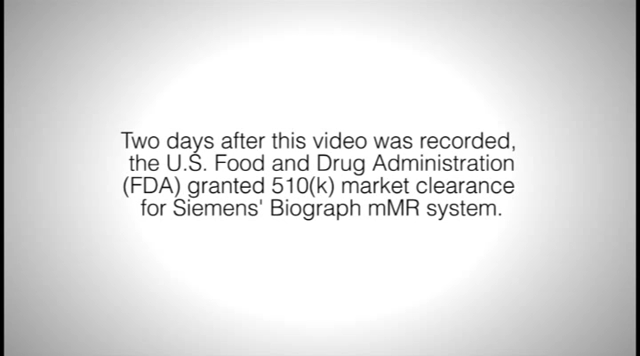 Two days after this video was recorded,
the U.S. Food and Drug Administration
(FDA) granted 510(k) market clearance
for Siemens' Biograph mMR system.